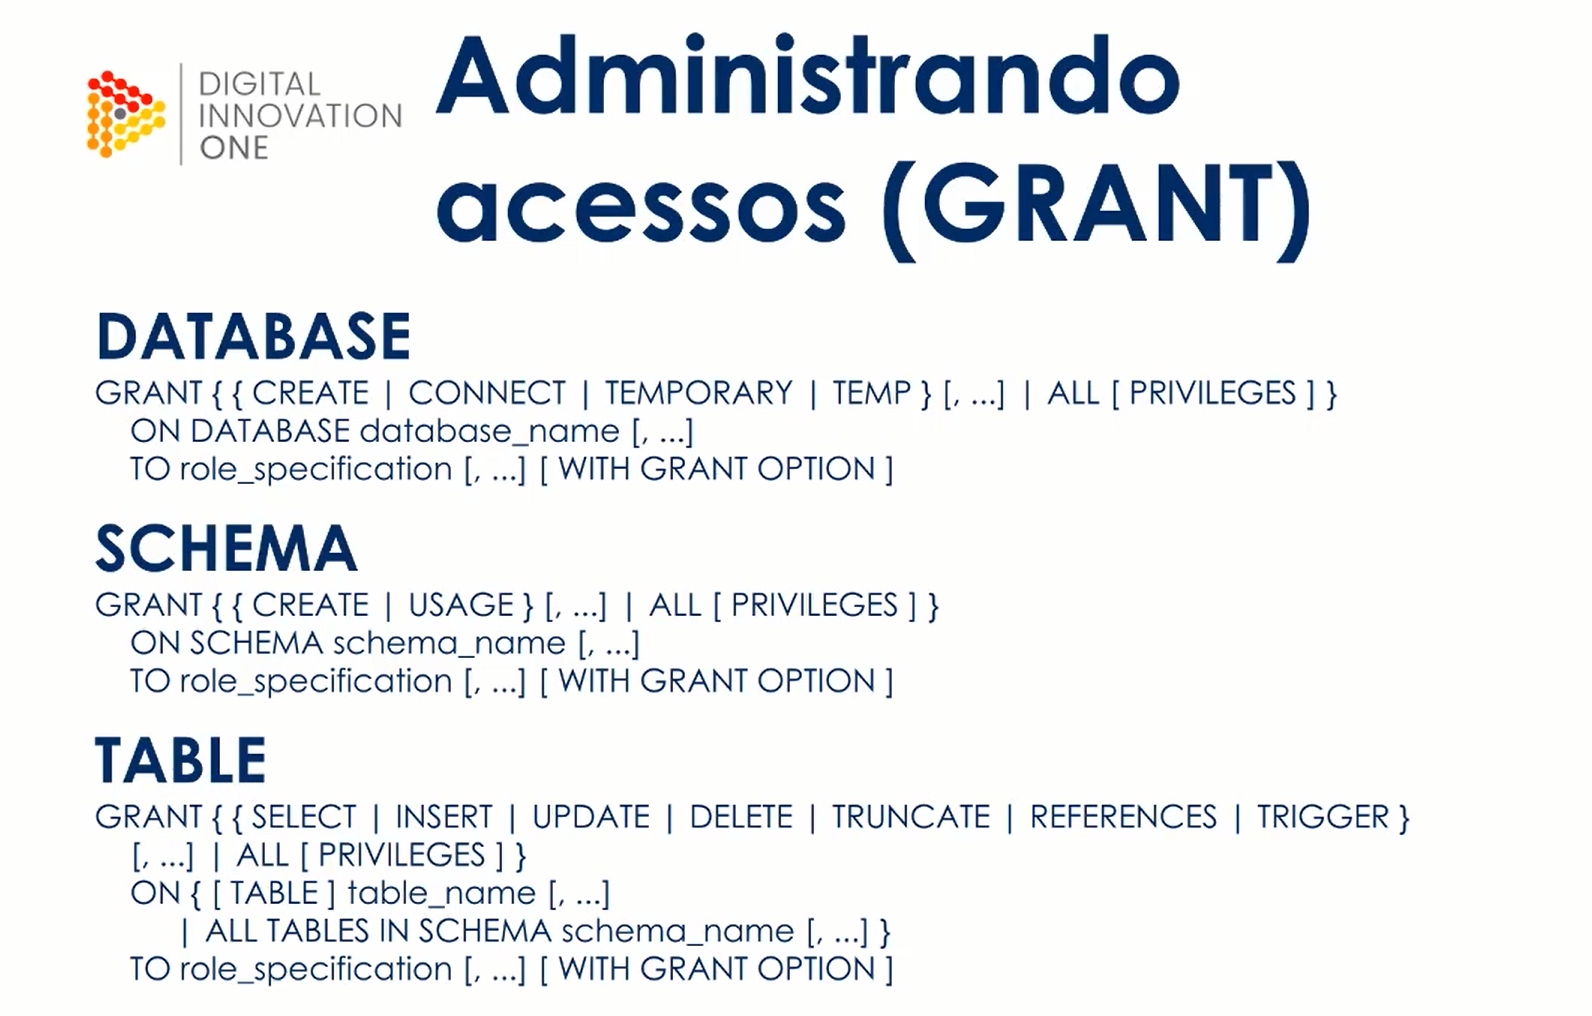 DIGITAL
INNOVATION
ONE
Administrando
acessos (GRANT)
DATABASE
GRANT { { CREATE | CONNECT | TEMPORARY | TEMP } [, ...] | ALL [ PRIVILEGES ] }
ON DATABASE database_name [, ...]
TO role_specification [, ...] [ WITH GRANT OPTION ]
SCHEMA
GRANT { { CREATE | USAGE } [, ...] | ALL [ PRIVILEGES ] }
ON SCHEMA schema_name [, ...]
TO role_specification [, ...] [ WITH GRANT OPTION ]
TABLE
GRANT { { SELECT | INSERT | UPDATE | DELETE | TRUNCATE | REFERENCES | TRIGGER }
[, ...] | ALL [ PRIVILEGES ] }
ON { [ TABLE ] table_name [, ...]
| ALL TABLES IN SCHEMA schema_name [, ...] }
TO role_specification [, ...] [ WITH GRANT OPTION ]